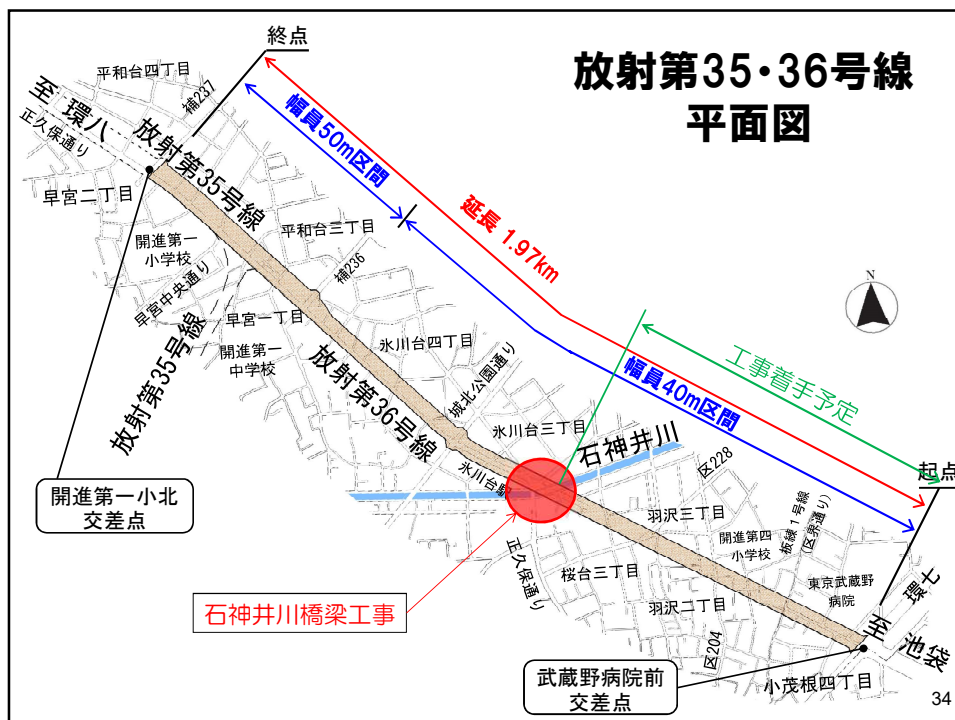 放射第35・36号線
平面図
終点
平和台四丁目
補237
至 環八
正久保通り
放射第35号線
幅員50m区間
延長 1.97km
早宮二丁目
開進第一
小学校
平和台三丁目
早宮中央通り
補236
N
早宮一丁目
開進第一
中学校
放射第35号線
放射第36号線
氷川台四丁目
城北公園通り
工事着手予定
幅員40m区間
氷川台三丁目
石神井川
氷川台駅
区228
起点
開進第一小北
交差点
羽沢三丁目
開進第四
小学校
板線1号線
(区界通り)
正久保通り
桜台三丁目
東京武蔵野
病院
環七
羽沢二丁目
石神井川橋梁工事
至 池袋
区204
武蔵野病院前
交差点
小茂根四丁目
34